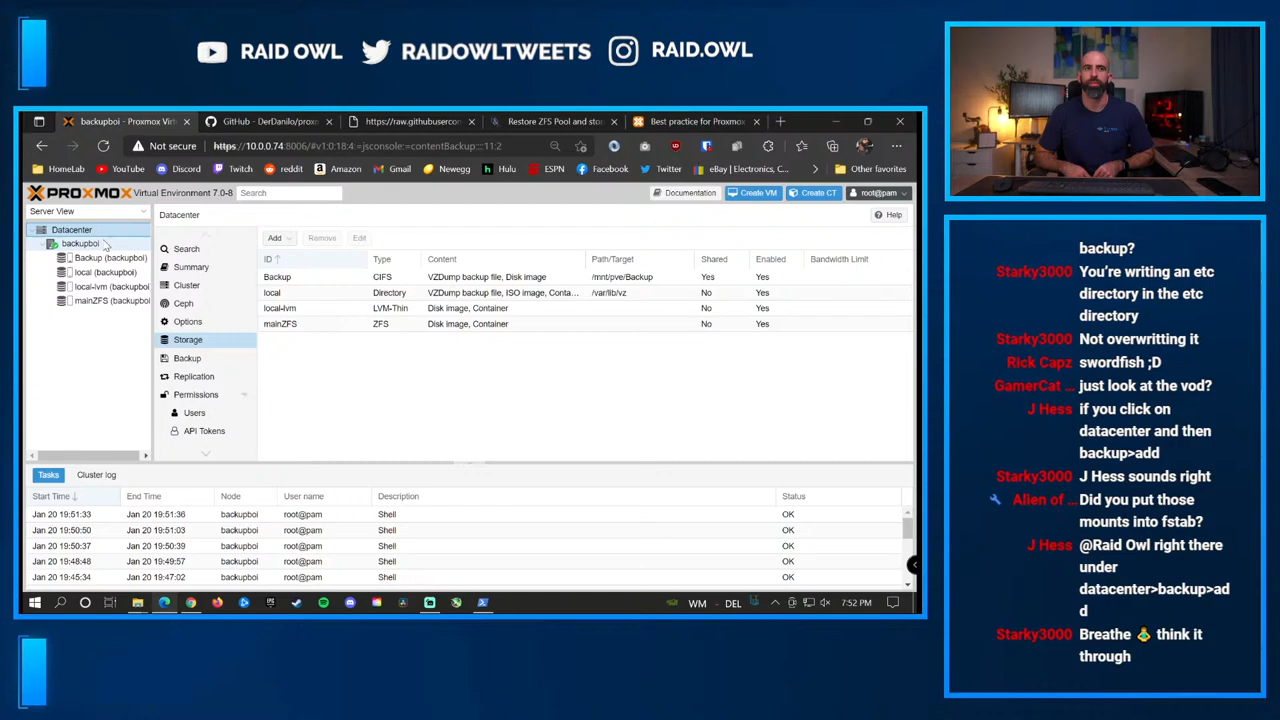 RAID OWL RAIDOWLTWEETS RAID.OWL
backupboi - Proxmox Virt GitHub - DerDanilo/proxm https://raw.githubusercon Restore ZFS Pool and stor Best practice for Proxmox
Not secure https://10.0.0.74:8006/#v1:0:18:4:=jsconsole:=contentBackup:::11:2
HomeLab YouTube Discord Twitch reddit Amazon Gmail Newegg Hulu ESPN Facebook Twitter eBay | Electronics,... Other favorites
PROXMOX Virtual Environment 7.0-8 Search Documentation Create VM Create CT root@pam
Server View
Datacenter
backupboi
Backup (backupboi)
local (backupboi)
local-lvm (backupboi
mainZFS (backupboi
Datacenter Help
Search
Summary
Cluster
Ceph
Options
Storage
Backup
Replication
Permissions
Users
API Tokens
Add Remove Edit
ID Type Content Path/Target Shared Enabled Bandwidth Limit
Backup CIFS VZDump backup file, Disk image /mnt/pve/Backup Yes Yes
local Directory VZDump backup file, ISO image, Conta... /var/lib/vz No Yes
local-lvm LVM-Thin Disk image, Container No Yes
mainZFS ZFS Disk image, Container No Yes
Tasks Cluster log
Start Time End Time Node User name Description Status
Jan 20 19:51:33 Jan 20 19:51:36 backupboi root@pam Shell OK
Jan 20 19:50:50 Jan 20 19:51:03 backupboi root@pam Shell OK
Jan 20 19:50:37 Jan 20 19:50:39 backupboi root@pam Shell OK
Jan 20 19:48:48 Jan 20 19:49:57 backupboi root@pam Shell OK
Jan 20 19:45:34 Jan 20 19:47:02 backupboi root@pam Shell OK
WM - DEL 7:52 PM
backup?
Starky3000 You're writing an etc
directory in the etc
directory
Starky3000 Not overwritting it
Rick Capz swordfish ;D
GamerCat ... just look at the vod?
J Hess if you click on
datacenter and then
backup>add
Starky3000 J Hess sounds right
Alien of ... Did you put those
mounts into fstab?
J Hess @Raid Owl right there
under
datacenter>backup>ad
d
Starky3000 Breathe 🧘 think it
through